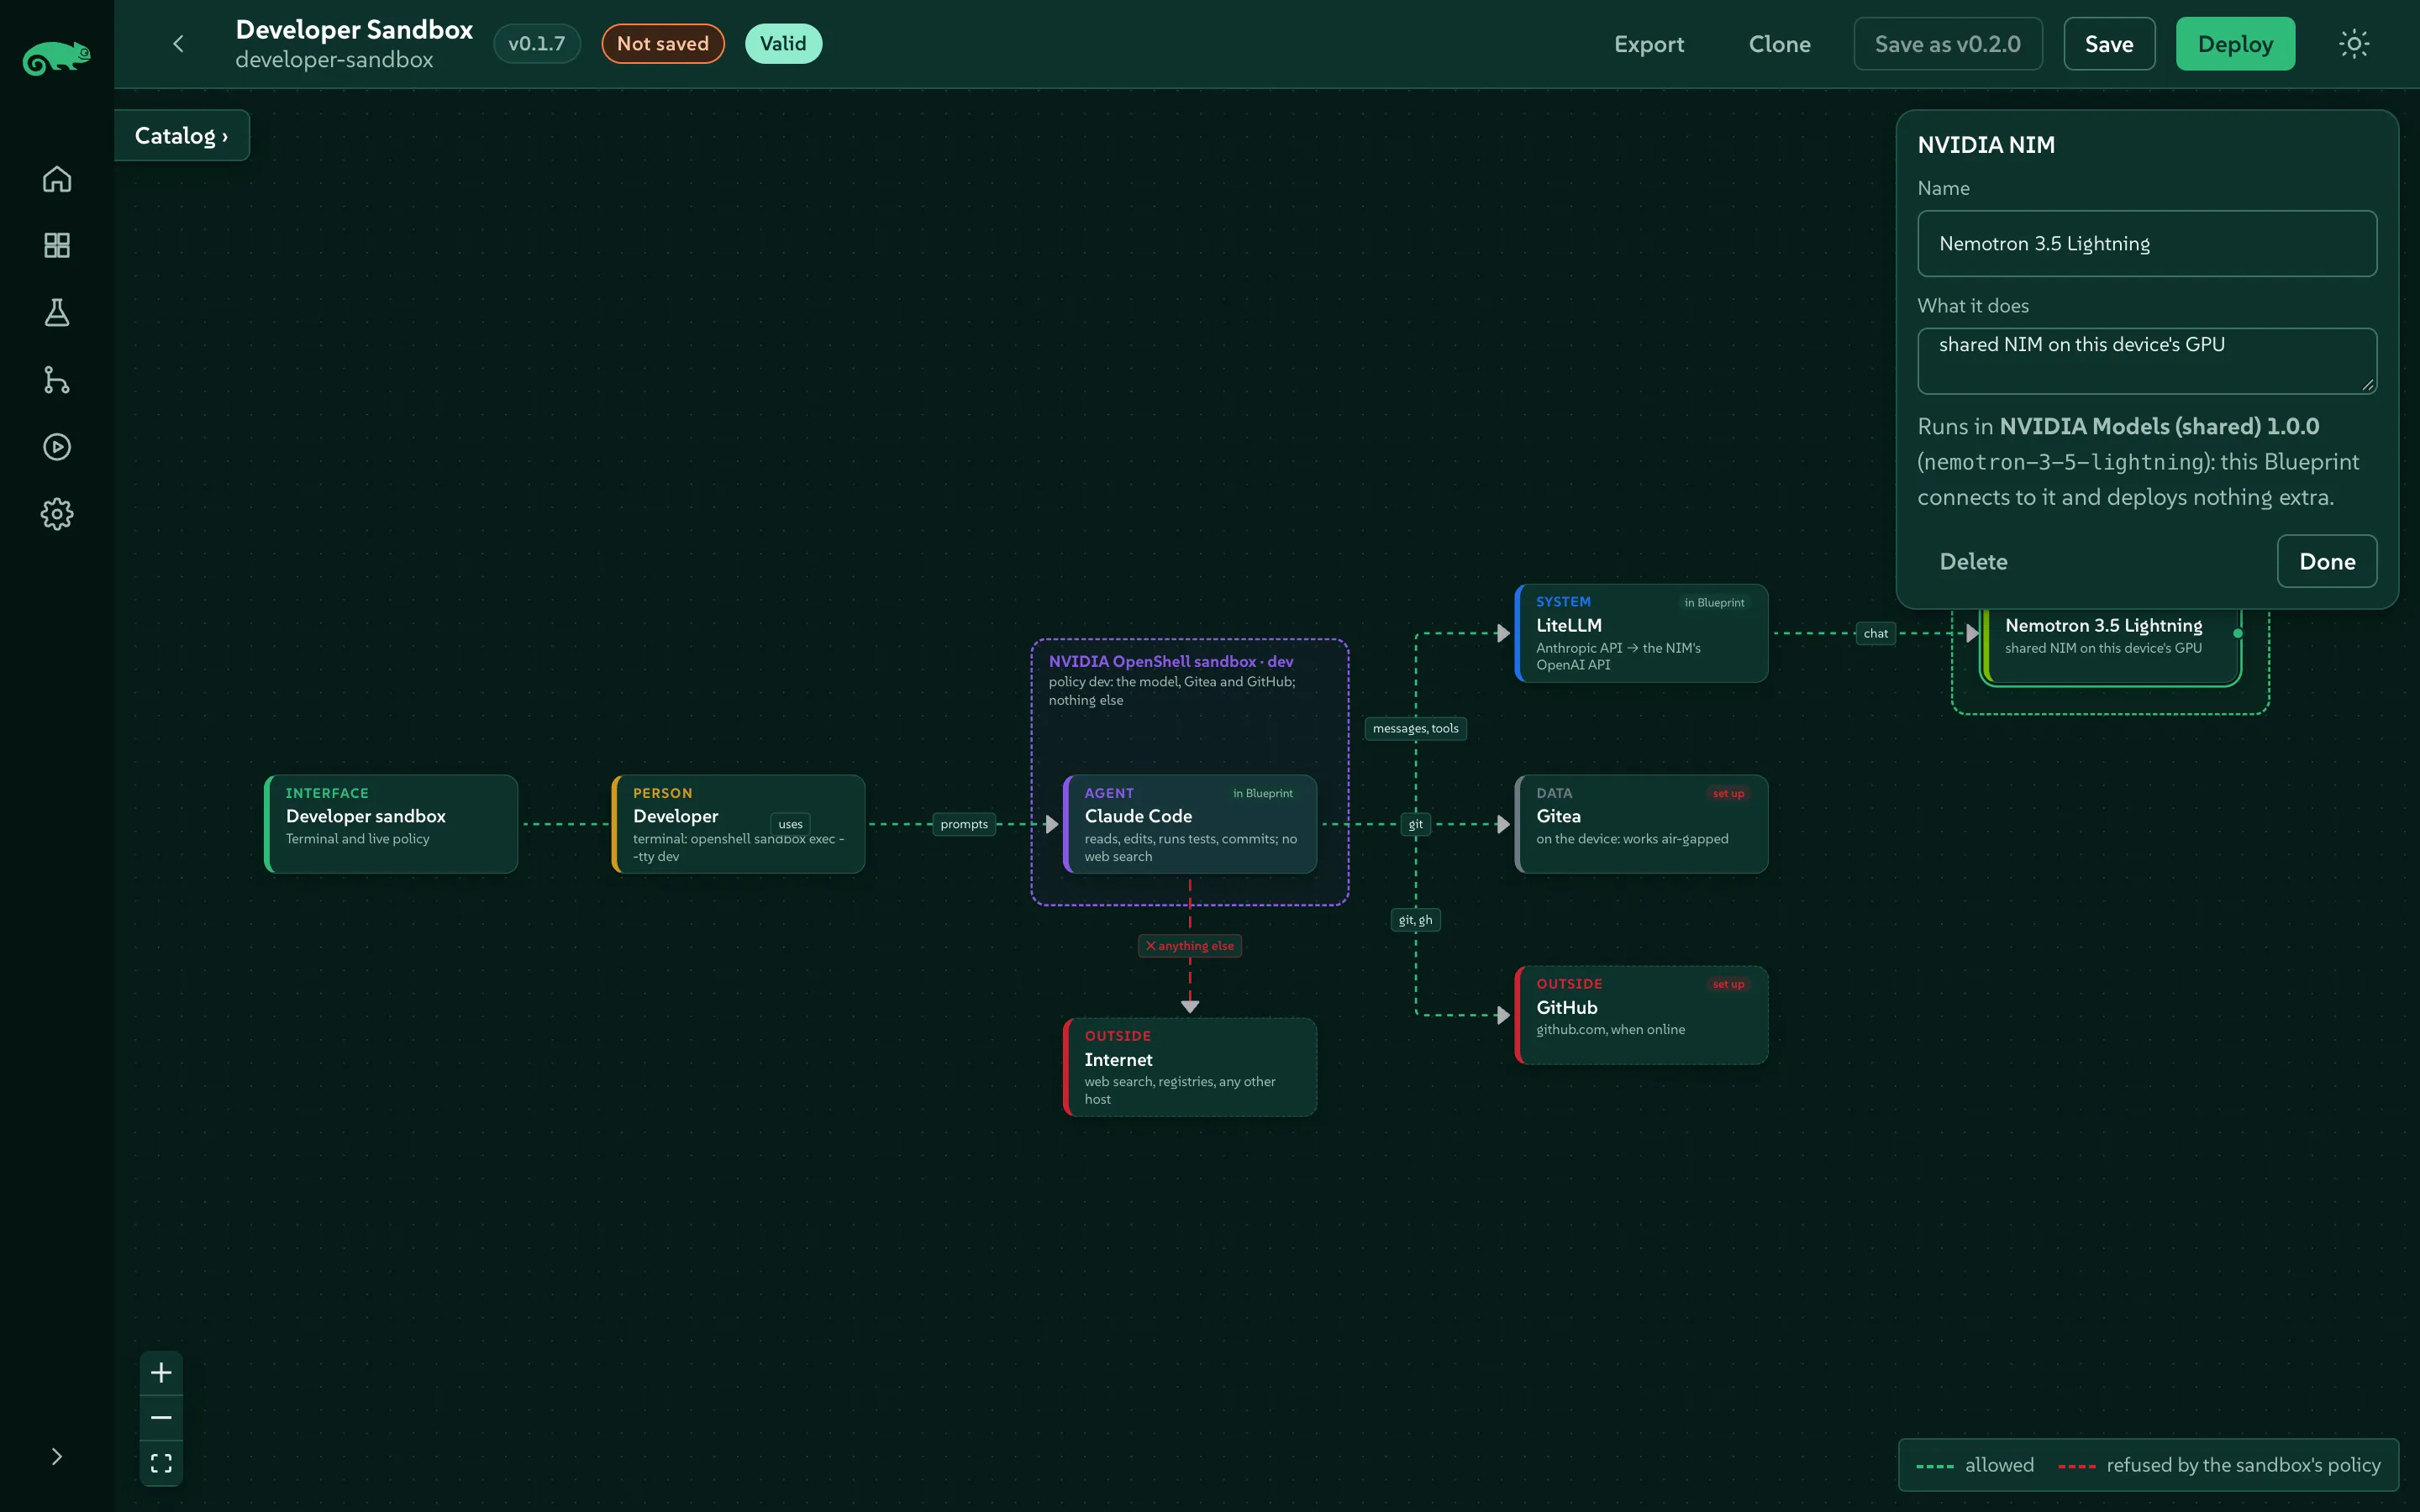 Developer Sandbox
developer-sandbox
v0.1.7
Not saved
Valid
Export
Clone
Save as v0.2.0
Save
Deploy
Catalog ›
NVIDIA NIM
Name
Nemotron 3.5 Lightning
What it does
shared NIM on this device's GPU
Runs in NVIDIA Models (shared) 1.0.0
(nemotron-3-5-lightning): this Blueprint
connects to it and deploys nothing extra.
Delete
Done
SYSTEM
in Blueprint
LiteLLM
Anthropic API → the NIM's
OpenAI API
chat
Nemotron 3.5 Lightning
shared NIM on this device's GPU
NVIDIA OpenShell sandbox · dev
policy dev: the model, Gitea and GitHub;
nothing else
messages, tools
INTERFACE
Developer sandbox
Terminal and live policy
PERSON
Developer
uses
terminal: openshell sandbox exec -
-tty dev
prompts
AGENT
in Blueprint
Claude Code
reads, edits, runs tests, commits; no
web search
git
DATA
set up
Gitea
on the device: works air-gapped
git, gh
✕ anything else
OUTSIDE
set up
GitHub
github.com, when online
OUTSIDE
Internet
web search, registries, any other
host
allowed
refused by the sandbox's policy